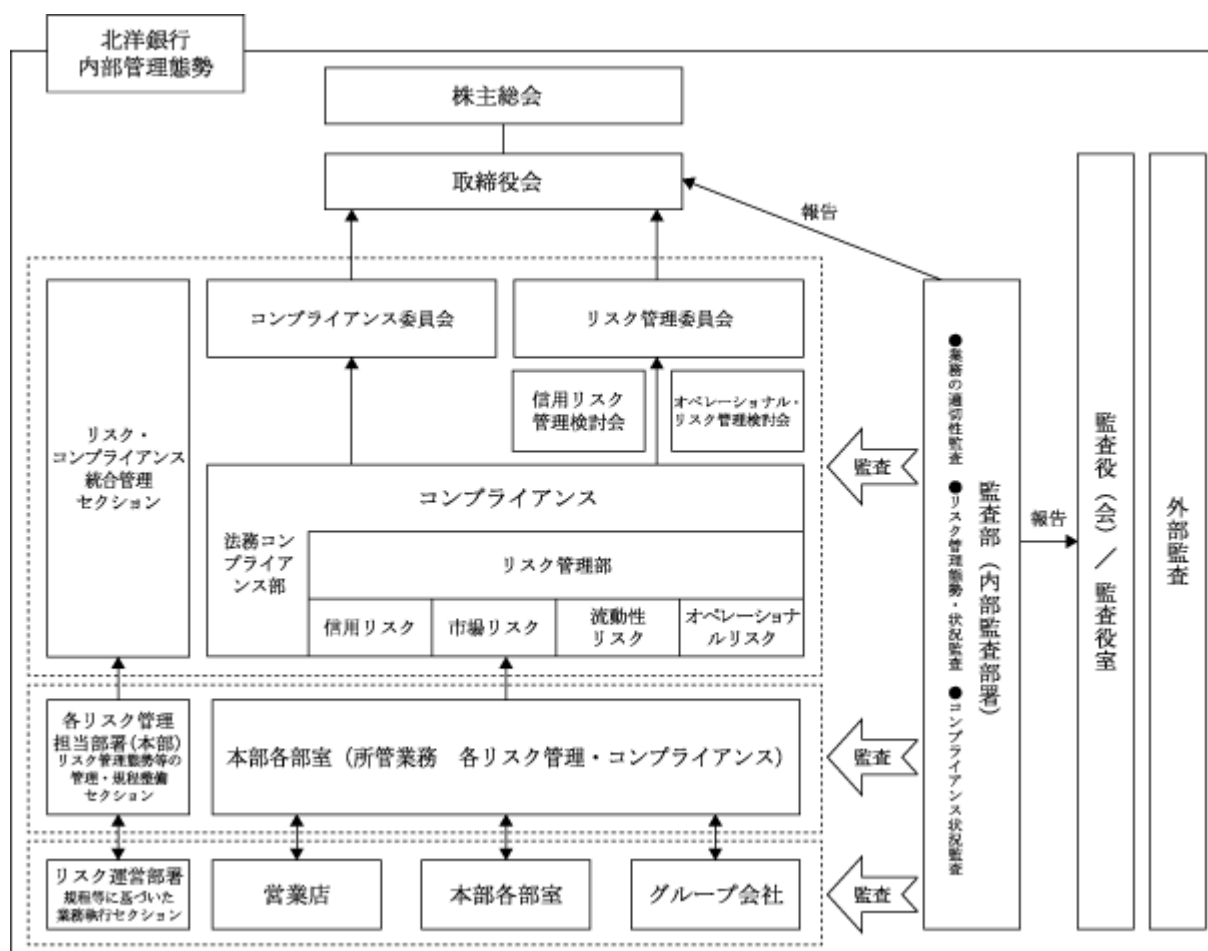 北洋銀行
内部管理態勢
株主総会
取締役会
報告
コンプライアンス委員会
リスク管理委員会
信用リスク
管理検討会
オペレーショナル・
リスク管理検討会
リスク・
コンプライアンス
統合管理
セクション
コンプライアンス
法務コン
プライア
ンス部
リスク管理部
信用リスク
市場リスク
流動性
リスク
オペレーショナ
ルリスク
監査
各リスク管理
担当部署(本部)
リスク管理態勢等の
管理・規程整備
セクション
本部各部室（所管業務　各リスク管理・コンプライアンス）
監査
リスク運営部署
規程等に基づいた
業務執行セクション
営業店
本部各部室
グループ会社
監査
●業務の適切性監査 ●リスク管理態勢・状況監査 ●コンプライアンス状況監査
監査部（内部監査部署）
報告
監査役（会）／監査役室
外部監査